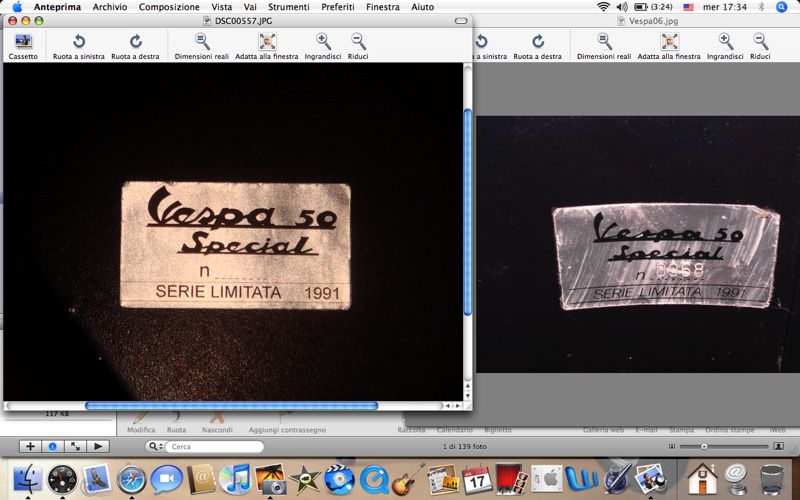 Anteprima Archivio Composizione Vista Vai Strumenti Preferiti Finestra Aiuto (3:24) mer 17:34
DSC00557.JPG
Cassetto Ruota a sinistra Ruota a destra Dimensioni reali Adatta alla finestra Ingrandisci Riduci
Vespa 50
Special
n
SERIE LIMITATA 1991
Vespa06.jpg
Ruota a destra Dimensioni reali Adatta alla finestra Ingrandisci Riduci
Vespa 50
Special
n 0368
SERIE LIMITATA 1991
117 KB
Modifica Ruota Nascondi Aggiungi contrassegno Raccolta Calendario Biglietto Galleria web E-mail Stampa Ordina stampe iWeb
Cerca
1 di 139 foto
17